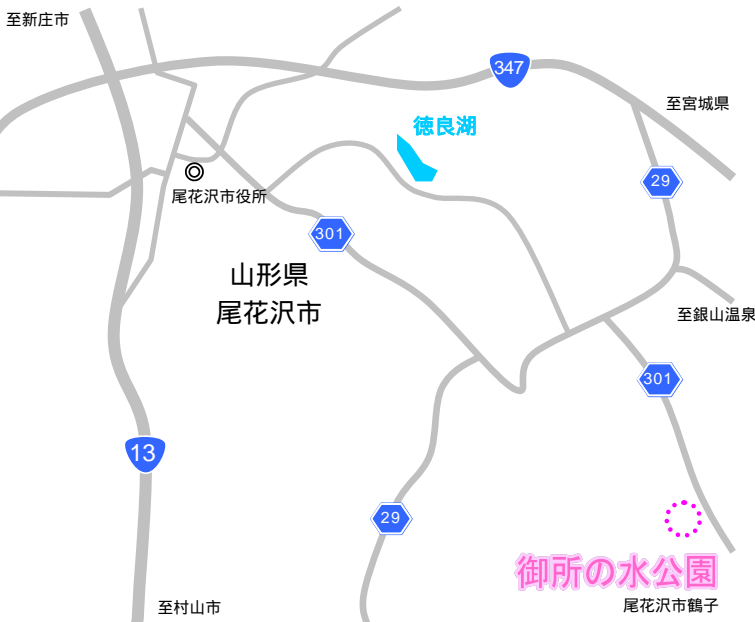 至新庄市
347
至宮城県
徳良湖
29
尾花沢市役所
301
山形県
尾花沢市
至銀山温泉
301
13
29
御所の水公園
至村山市
尾花沢市鶴子